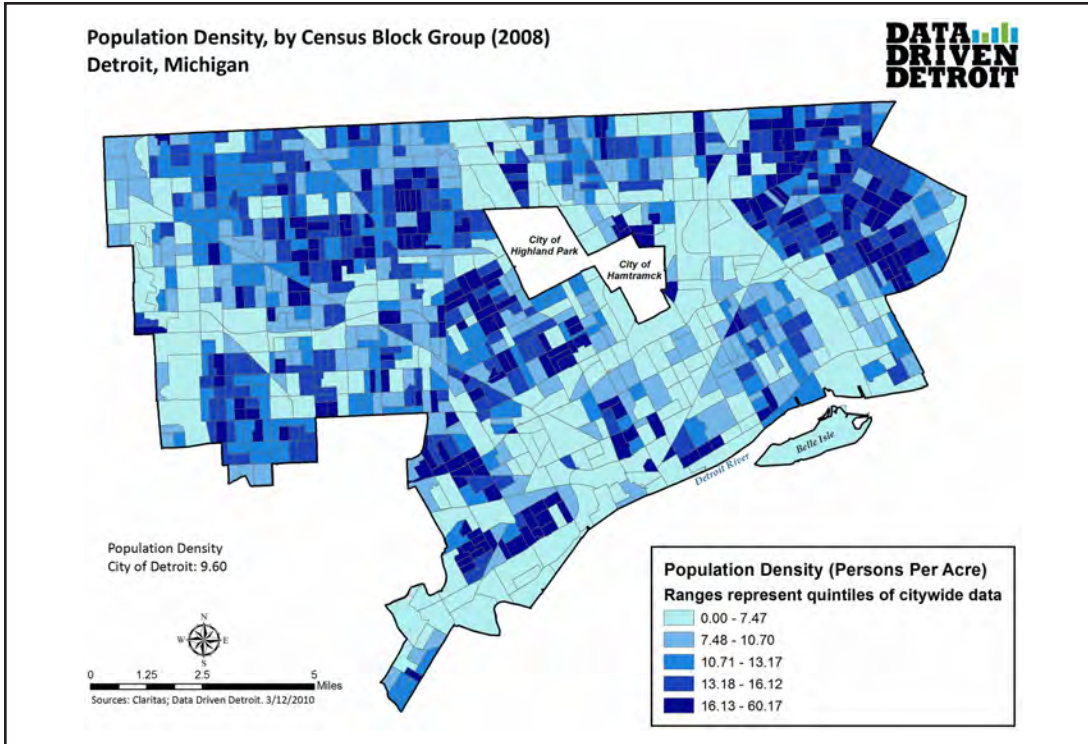 Population Density, by Census Block Group (2008)
Detroit, Michigan
DATA
DRIVEN
DETROIT
City of
Highland Park
City of
Hamtramck
Belle Isle
Detroit River
Population Density
City of Detroit: 9.60
N
W E
S
0 1.25 2.5 5
Miles
Sources: Claritas; Data Driven Detroit. 3/12/2010
Population Density (Persons Per Acre)
Ranges represent quintiles of citywide data
0.00 - 7.47
7.48 - 10.70
10.71 - 13.17
13.18 - 16.12
16.13 - 60.17